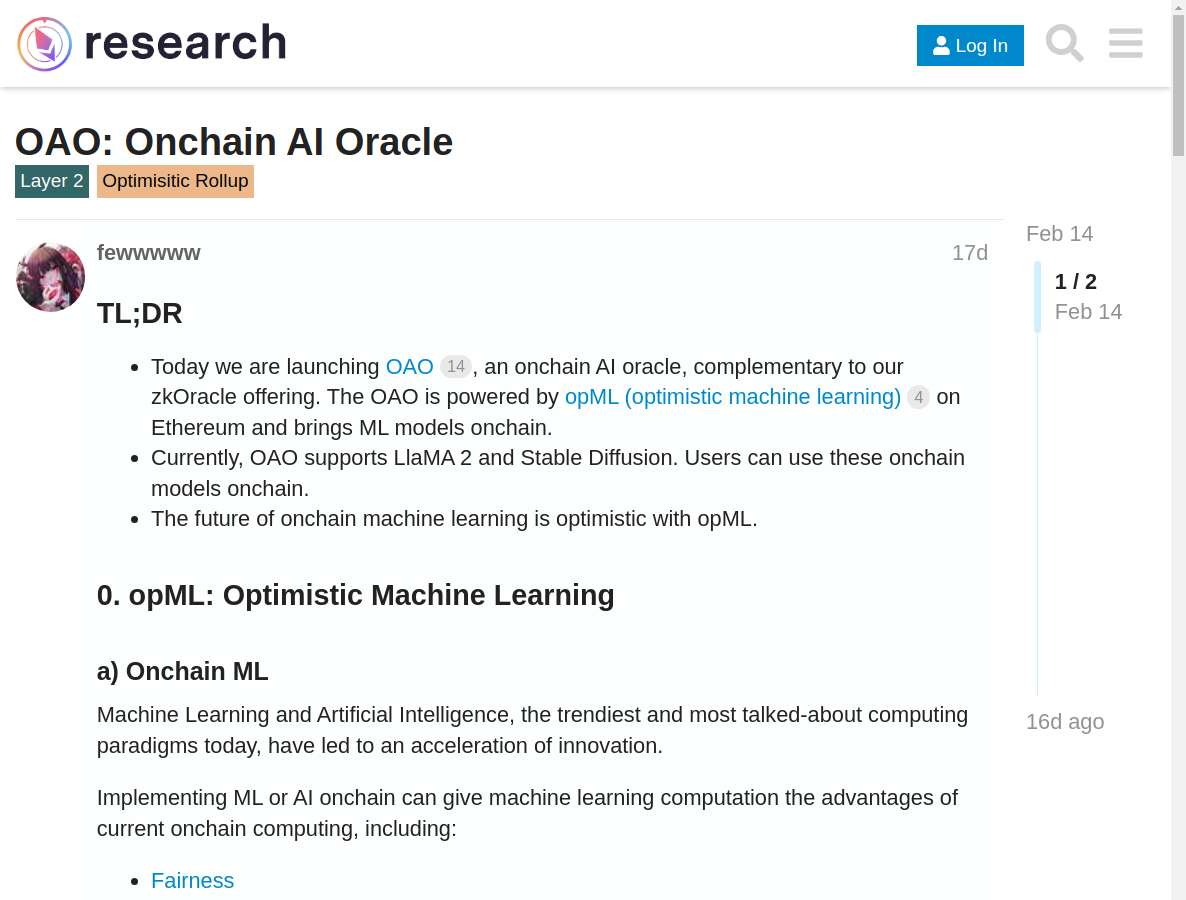 research
Log In
OAO: Onchain AI Oracle
Layer 2 Optimisitic Rollup
fewwwww 17d
Feb 14
1 / 2
Feb 14
16d ago
TL;DR
Today we are launching OAO 14, an onchain AI oracle, complementary to our
zkOracle offering. The OAO is powered by opML (optimistic machine learning) 4 on
Ethereum and brings ML models onchain.
Currently, OAO supports LlaMA 2 and Stable Diffusion. Users can use these onchain
models onchain.
The future of onchain machine learning is optimistic with opML.
0. opML: Optimistic Machine Learning
a) Onchain ML
Machine Learning and Artificial Intelligence, the trendiest and most talked-about computing
paradigms today, have led to an acceleration of innovation.
Implementing ML or AI onchain can give machine learning computation the advantages of
current onchain computing, including:
Fairness